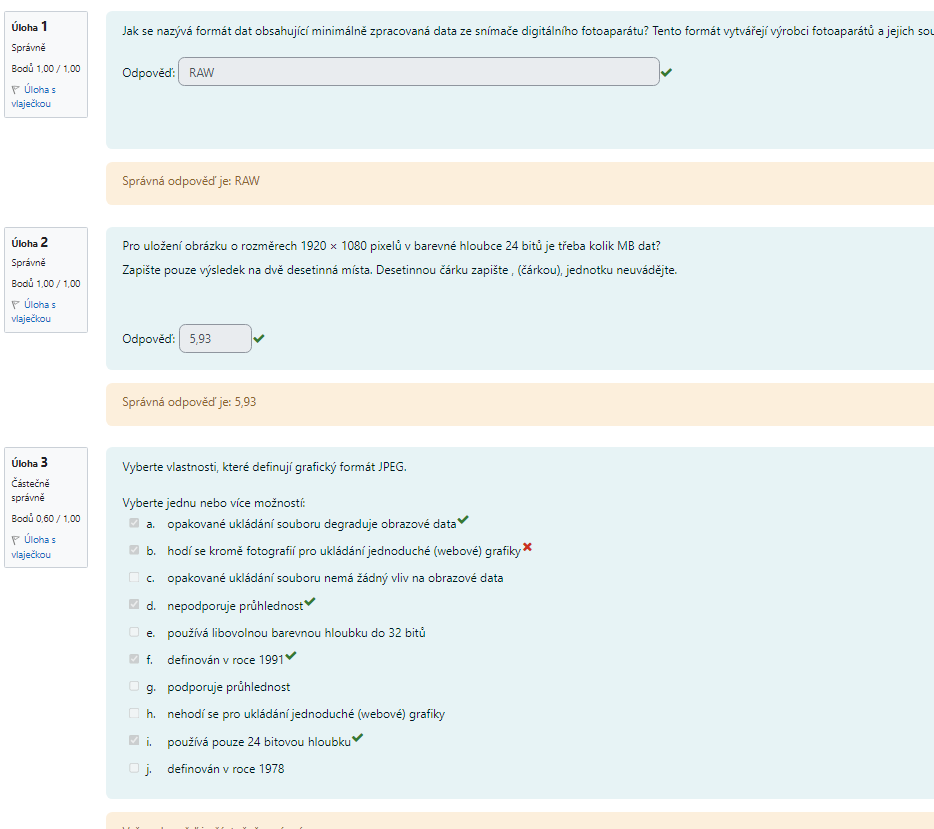 Úloha 1
Správně
Bodů 1,00 / 1,00
Úloha s
vlaječkou
Jak se nazývá formát dat obsahující minimálně zpracovaná data ze snímače digitálního fotoaparátu? Tento formát vytvářejí výrobci fotoaparátů a jejich
Odpověď: RAW
Správná odpověď je: RAW
Úloha 2
Správně
Bodů 1,00 / 1,00
Úloha s
vlaječkou
Pro uložení obrázku o rozměrech 1920 × 1080 pixelů v barevné hloubce 24 bitů je třeba kolik MB dat?
Zapište pouze výsledek na dvě desetinná místa. Desetinnou čárku zapište , (čárkou), jednotku neuvádějte.
Odpověď: 5,93
Správná odpověď je: 5,93
Úloha 3
Částečně
správně
Bodů 0,60 / 1,00
Úloha s
vlaječkou
Vyberte vlastnosti, které definují grafický formát JPEG.
Vyberte jednu nebo více možností:
a. opakované ukládání souboru degraduje obrazové data
b. hodí se kromě fotografií pro ukládání jednoduché (webové) grafiky
c. opakované ukládání souboru nemá žádný vliv na obrazové data
d. nepodporuje průhlednost
e. používá libovolnou barevnou hloubku do 32 bitů
f. definován v roce 1991
g. podporuje průhlednost
h. nehodí se pro ukládání jednoduché (webové) grafiky
i. používá pouze 24 bitovou hloubku
j. definován v roce 1978